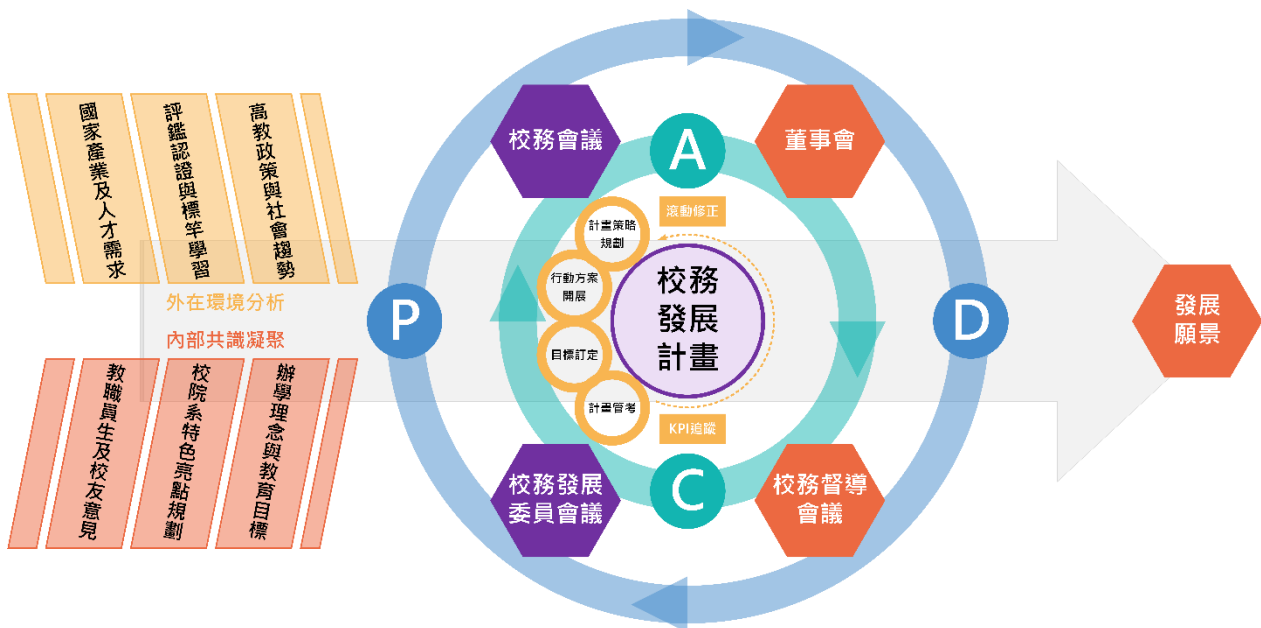 國家產業及人才需求
評鑑認證與標竿學習
高教政策與社會趨勢
外在環境分析
內部共識凝聚
教職員生及校友意見
校院系特色亮點規劃
辦學理念與教育目標
P
校務會議
A
董事會
滾動修正
計畫策略
規劃
行動方案
開展
目標訂定
計畫管考
校務
發展
計畫
KPI追蹤
校務發展
委員會議
C
校務督導
會議
D
發展
願景